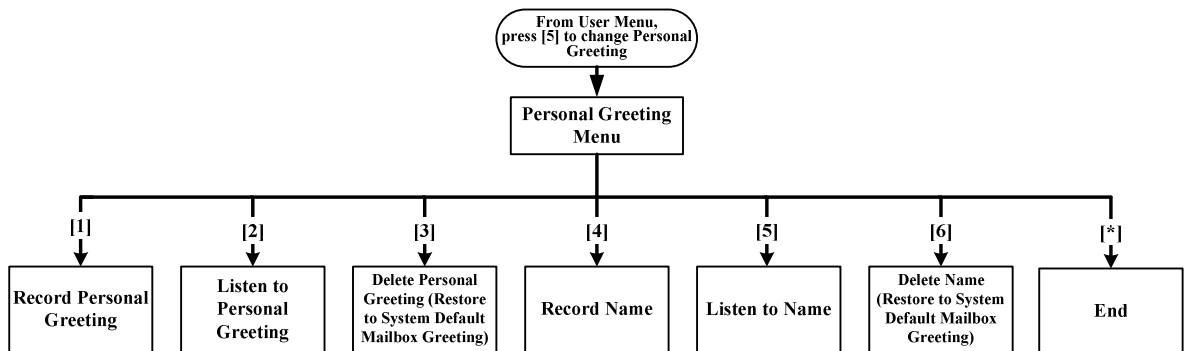 From User Menu,
press [5] to change Personal
Greeting
Personal Greeting
Menu
[1]
[2]
[3]
[4]
[5]
[6]
[*]
Record Personal
Greeting
Listen to
Personal
Greeting
Delete Personal
Greeting (Restore
to System Default
Mailbox Greeting)
Record Name
Listen to Name
Delete Name
(Restore to System
Default Mailbox
Greeting)
End